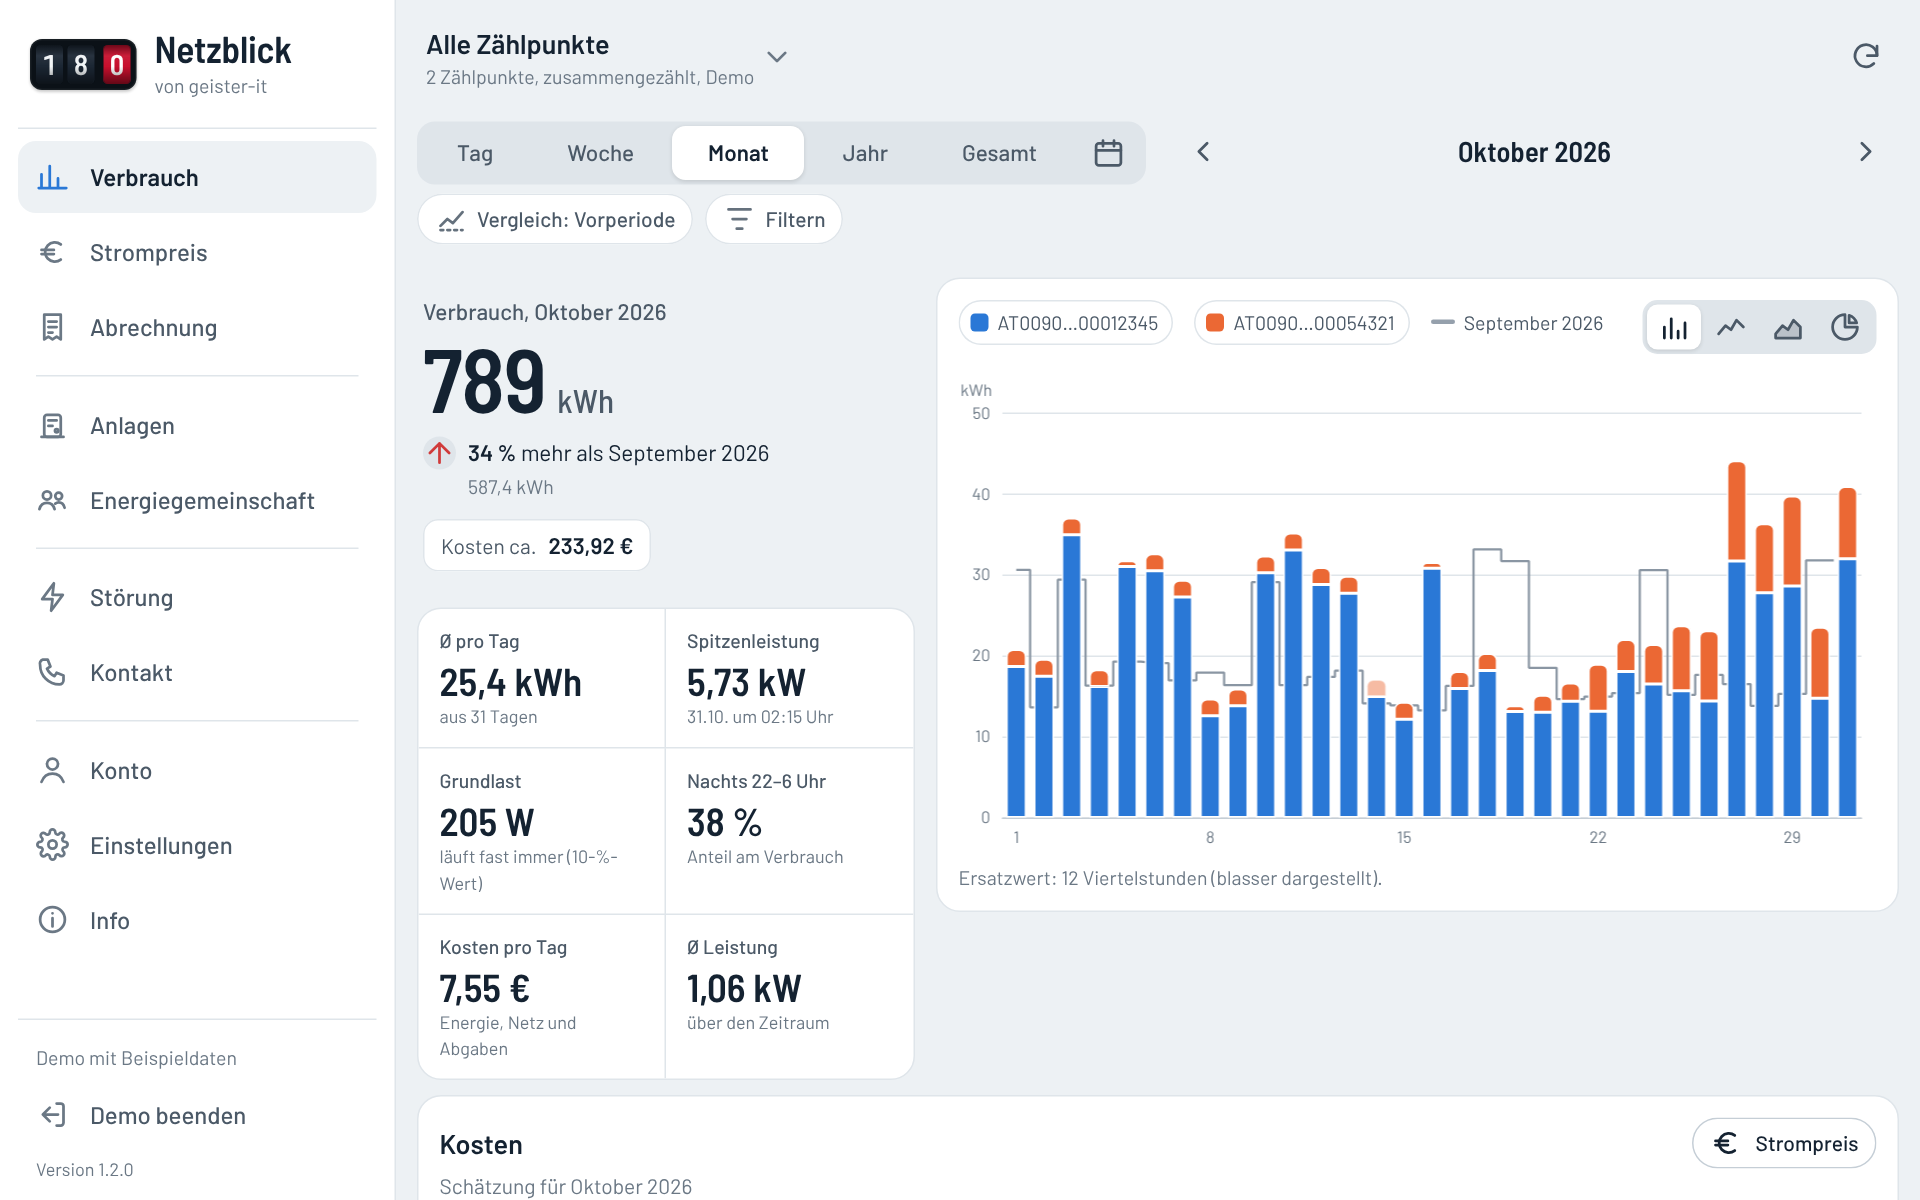 180
Netzblick
von geister-it
Verbrauch
Strompreis
Abrechnung
Anlagen
Energiegemeinschaft
Störung
Kontakt
Konto
Einstellungen
Info
Demo mit Beispieldaten
Demo beenden
Version 1.2.0
Alle Zählpunkte
2 Zählpunkte, zusammengezählt, Demo
Tag Woche Monat Jahr Gesamt
Oktober 2026
Vergleich: Vorperiode
Filtern
Verbrauch, Oktober 2026
789 kWh
34 % mehr als September 2026
587,4 kWh
Kosten ca. 233,92 €
Ø pro Tag
25,4 kWh
aus 31 Tagen
Spitzenleistung
5,73 kW
31.10. um 02:15 Uhr
Grundlast
205 W
läuft fast immer (10-%-
Wert)
Nachts 22–6 Uhr
38 %
Anteil am Verbrauch
Kosten pro Tag
7,55 €
Energie, Netz und
Abgaben
Ø Leistung
1,06 kW
über den Zeitraum
AT0090...00012345
AT0090...00054321
September 2026
kWh
50
40
30
20
10
0
1 8 15 22 29
Ersatzwert: 12 Viertelstunden (blasser dargestellt).
Kosten
Schätzung für Oktober 2026
€ Strompreis